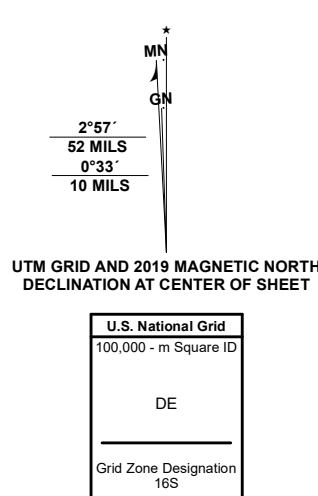 ★
MN
GN
2°57´
52 MILS
0°33´
10 MILS
UTM GRID AND 2019 MAGNETIC NORTH
DECLINATION AT CENTER OF SHEET
U.S. National Grid
100,000 - m Square ID
DE
Grid Zone Designation
16S